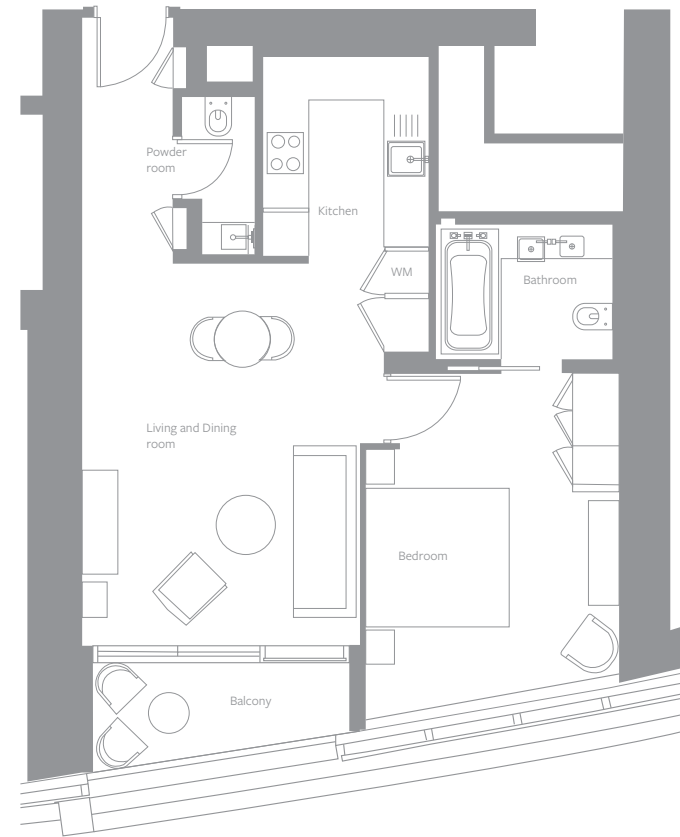 Powder
room
Kitchen
WM
Bathroom
Living and Dining
room
Bedroom
Balcony